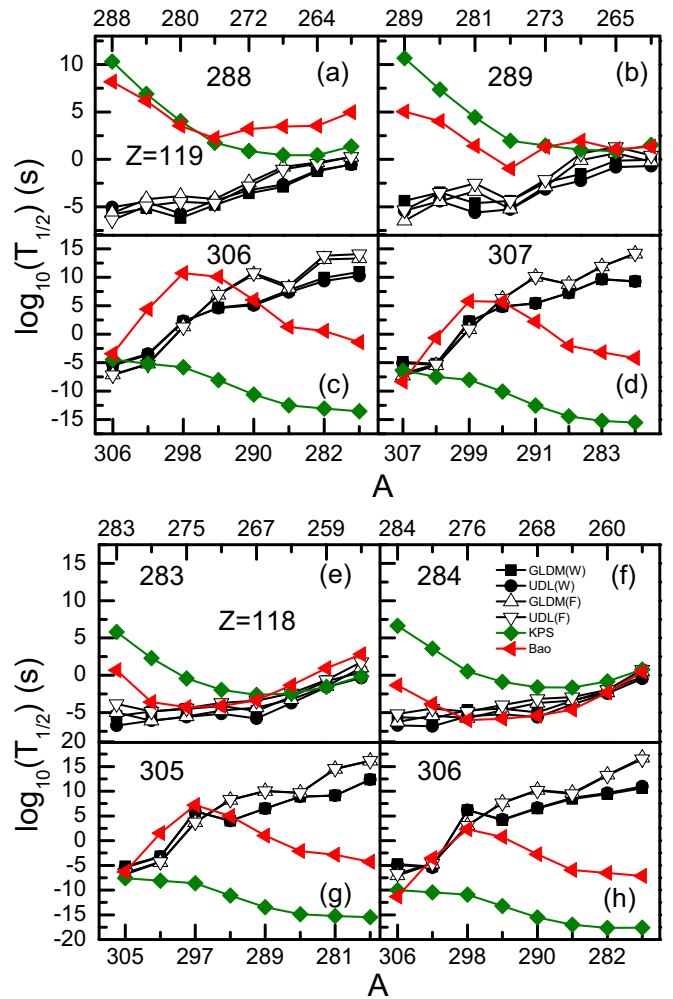 288 280 272 264 289 281 273 265
10
5
0
-5
288 (a)
Z=119
289 (b)
log10(T1/2) (s)
15
10
5
0
-5
-10
-15
306 (c)
307 (d)
306 298 290 282 307 299 291 283
A
283 275 267 259 284 276 268 260
15
10
5
0
-5
283 (e)
Z=118
284 (f)
GLDM(W)
UDL(W)
GLDM(F)
UDL(F)
KPS
Bao
log10(T1/2) (s)
20
15
10
5
0
-5
-10
-15
-20
305 (g)
306 (h)
305 297 289 281 306 298 290 282
A